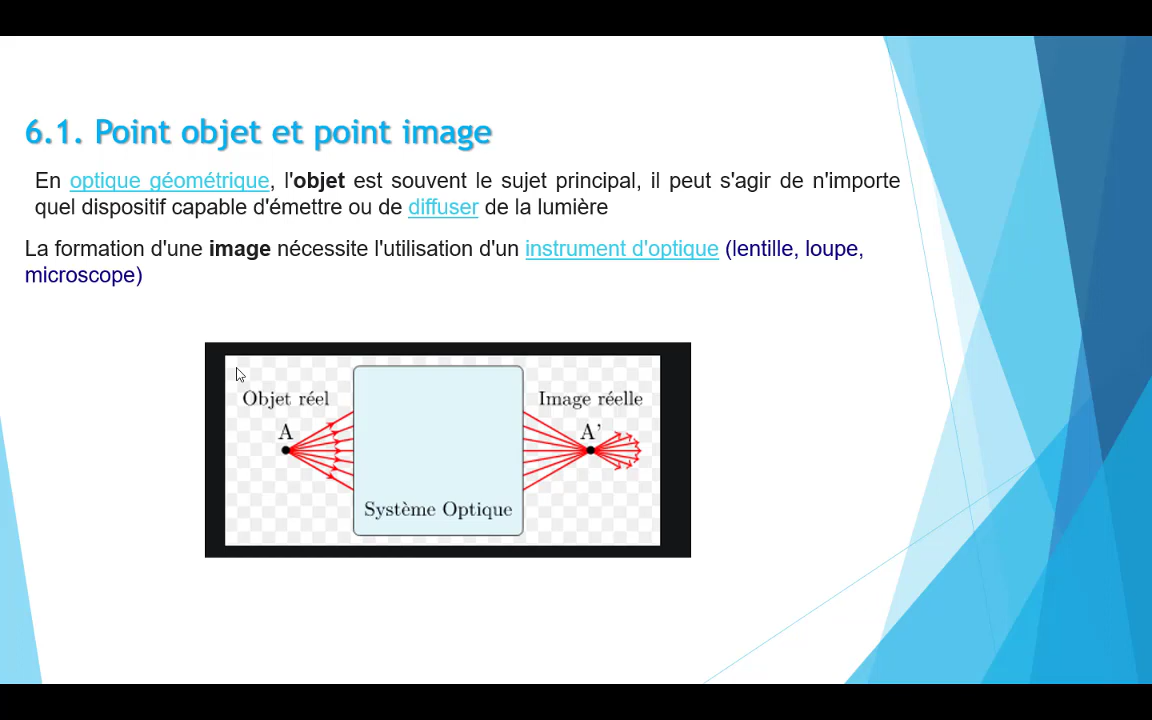 6.1. Point objet et point image
En optique géométrique, l'objet est souvent le sujet principal, il peut s'agir de n'importe
quel dispositif capable d'émettre ou de diffuser de la lumière
La formation d'une image nécessite l'utilisation d'un instrument d'optique (lentille, loupe,
microscope)
Objet réel
Image réelle
A
A'
Système Optique